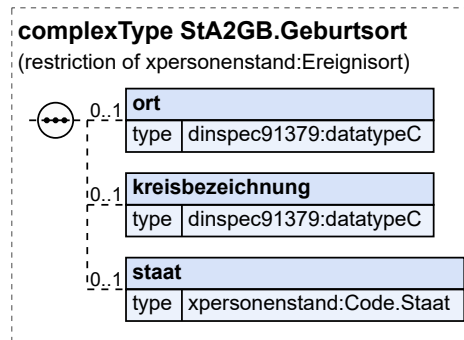 complexType StA2GB.Geburtsort
(restriction of xpersonenstand:Ereignisort)
0..1 ort
type dinspec91379:datatypeC
0..1 kreisbezeichnung
type dinspec91379:datatypeC
0..1 staat
type xpersonenstand:Code.Staat